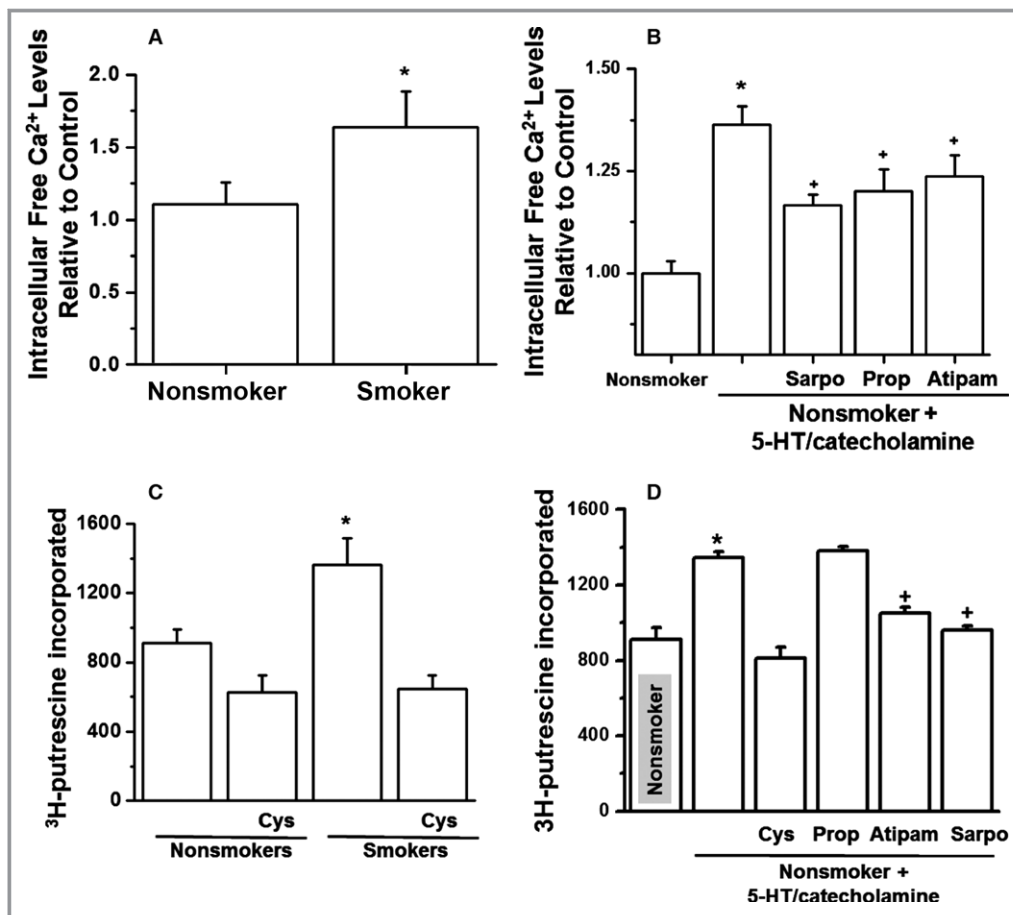 A
Intracellular Free Ca²⁺ Levels
Relative to Control
2.0
1.5
1.0
0.5
0.0
*
Nonsmoker
Smoker
B
Intracellular Free Ca²⁺ Levels
Relative to Control
1.50
1.25
1.00
*
+
+
+
Nonsmoker
Sarpo
Prop
Atipam
Nonsmoker +
5-HT/catecholamine
C
³H-putrescine incorporated
1600
1200
800
400
0
*
Cys
Cys
Nonsmokers
Smokers
D
3H-putrescine incorporated
1600
1200
800
400
0
*
+
+
Nonsmoker
Cys
Prop
Atipam
Sarpo
Nonsmoker +
5-HT/catecholamine